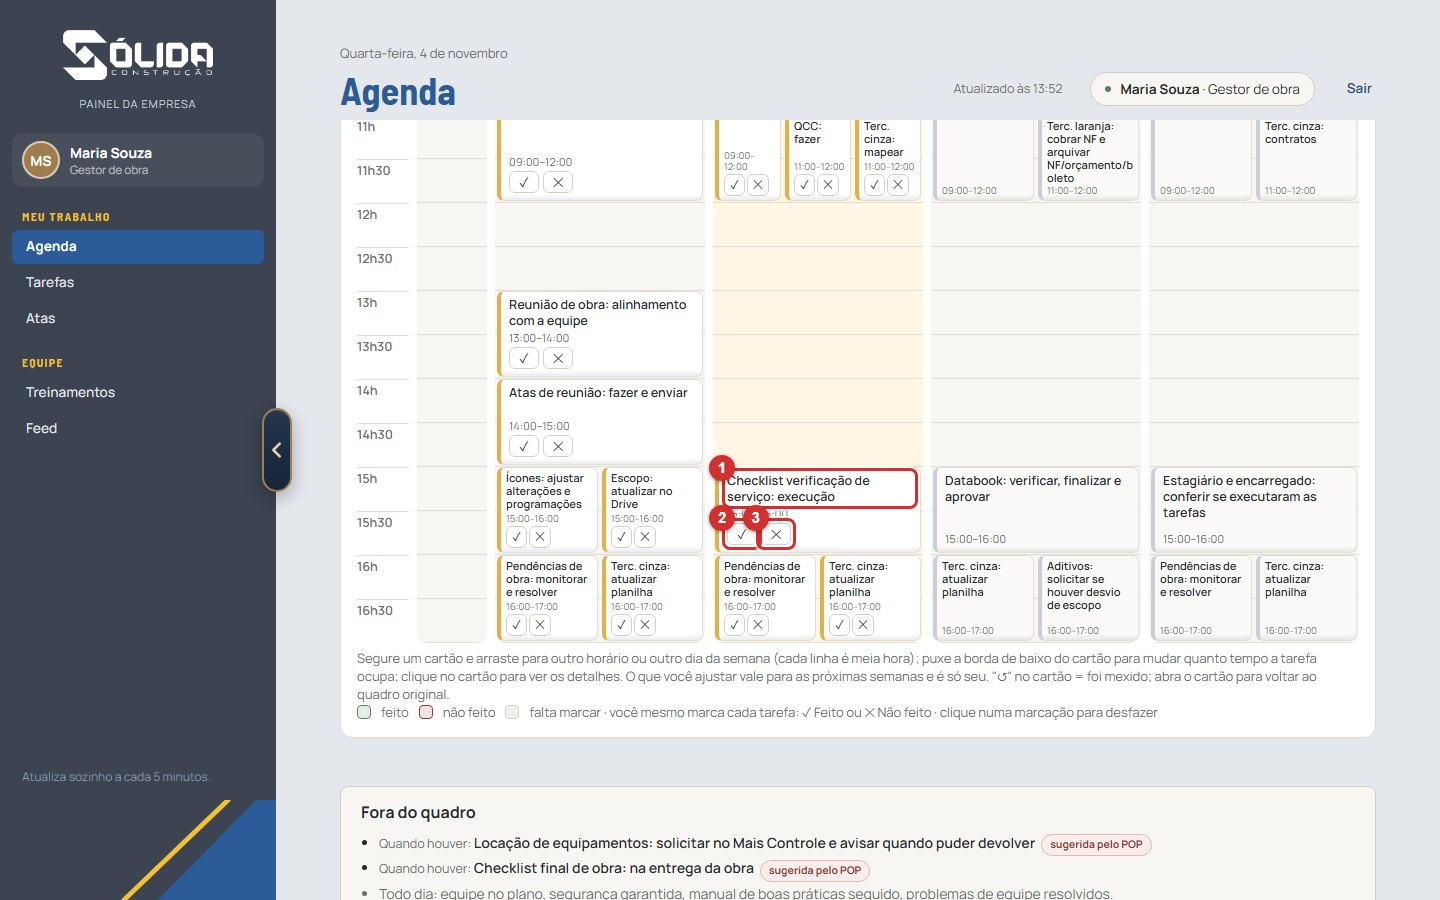 SÓLIDA
CONSTRUÇÃO
PAINEL DA EMPRESA
MS
Maria Souza
Gestor de obra
MEU TRABALHO
Agenda
Tarefas
Atas
EQUIPE
Treinamentos
Feed
Atualiza sozinho a cada 5 minutos.
Quarta-feira, 4 de novembro
Agenda
Atualizado às 13:52
Maria Souza · Gestor de obra
Sair
11h
11h30
12h
12h30
13h
13h30
14h
14h30
15h
15h30
16h
16h30
09:00–12:00
✓ ✕
Reunião de obra: alinhamento
com a equipe
13:00–14:00
✓ ✕
Atas de reunião: fazer e enviar
14:00–15:00
✓ ✕
Ícones: ajustar
alterações e
programações
15:00–16:00
✓ ✕
Escopo:
atualizar no
Drive
15:00–16:00
✓ ✕
Pendências de
obra: monitorar
e resolver
16:00–17:00
✓ ✕
Terc. cinza:
atualizar
planilha
16:00–17:00
✓ ✕
09:00–
12:00
✓ ✕
QCC:
fazer
11:00–12:00
✓ ✕
Terc.
cinza:
mapear
11:00–12:00
✓ ✕
1
Checklist verificação de
serviço: execução
2
3
✓ ✕
Pendências de
obra: monitorar
e resolver
16:00–17:00
✓ ✕
Terc. cinza:
atualizar
planilha
16:00–17:00
✓ ✕
09:00–12:00
Terc. laranja:
cobrar NF e
arquivar
NF/orçamento/b
oleto
11:00–12:00
Databook: verificar, finalizar e
aprovar
15:00–16:00
Terc. cinza:
atualizar
planilha
16:00–17:00
Aditivos:
solicitar se
houver desvio
de escopo
16:00–17:00
09:00–12:00
Terc. cinza:
contratos
11:00–12:00
Estagiário e encarregado:
conferir se executaram as
tarefas
15:00–16:00
Pendências de
obra: monitorar
e resolver
16:00–17:00
Terc. cinza:
atualizar
planilha
16:00–17:00
Segure um cartão e arraste para outro horário ou outro dia da semana (cada linha é meia hora); puxe a borda de baixo do cartão para mudar quanto tempo a tarefa
ocupa; clique no cartão para ver os detalhes. O que você ajustar vale para as próximas semanas e é só seu. "↺" no cartão = foi mexido; abra o cartão para voltar ao
quadro original.
feito não feito falta marcar · você mesmo marca cada tarefa: ✓ Feito ou ✕ Não feito · clique numa marcação para desfazer
Fora do quadro
• Quando houver: Locação de equipamentos: solicitar no Mais Controle e avisar quando puder devolver sugerida pelo POP
• Quando houver: Checklist final de obra: na entrega da obra sugerida pelo POP
• Todo dia: equipe no plano, segurança garantida, manual de boas práticas seguido, problemas de equipe resolvidos.